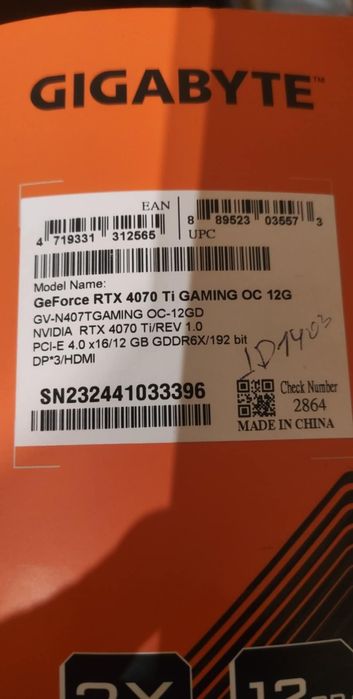 GIGABYTE™
EAN
4 719331 312565
8 89523 03557 3
UPC
Model Name:
GeForce RTX 4070 Ti GAMING OC 12G
GV-N407TGAMING OC-12GD
NVIDIA RTX 4070 Ti/REV 1.0
PCI-E 4.0 x16/12 GB GDDR6X/192 bit
DP*3/HDMI
ID1403
SN232441033396
Check Number
2864
MADE IN CHINA